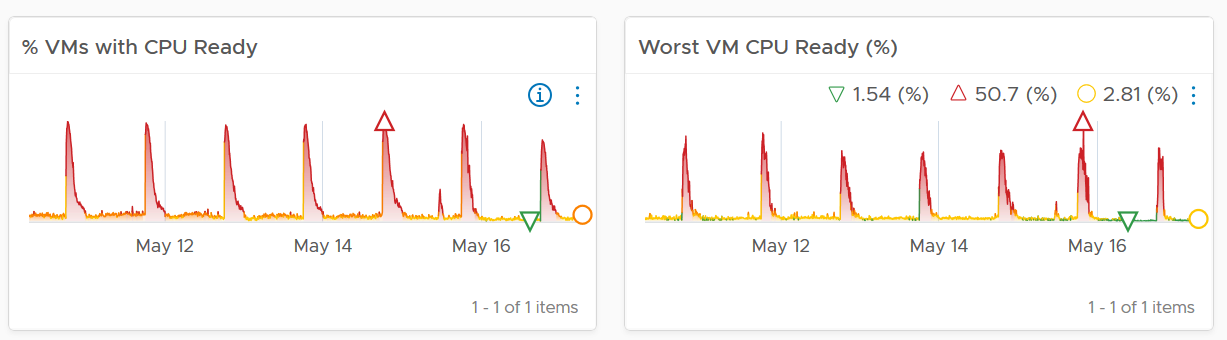 % VMs with CPU Ready
May 12 May 14 May 16
1 - 1 of 1 items
Worst VM CPU Ready (%)
1.54 (%) 50.7 (%) 2.81 (%)
May 12 May 14 May 16
1 - 1 of 1 items